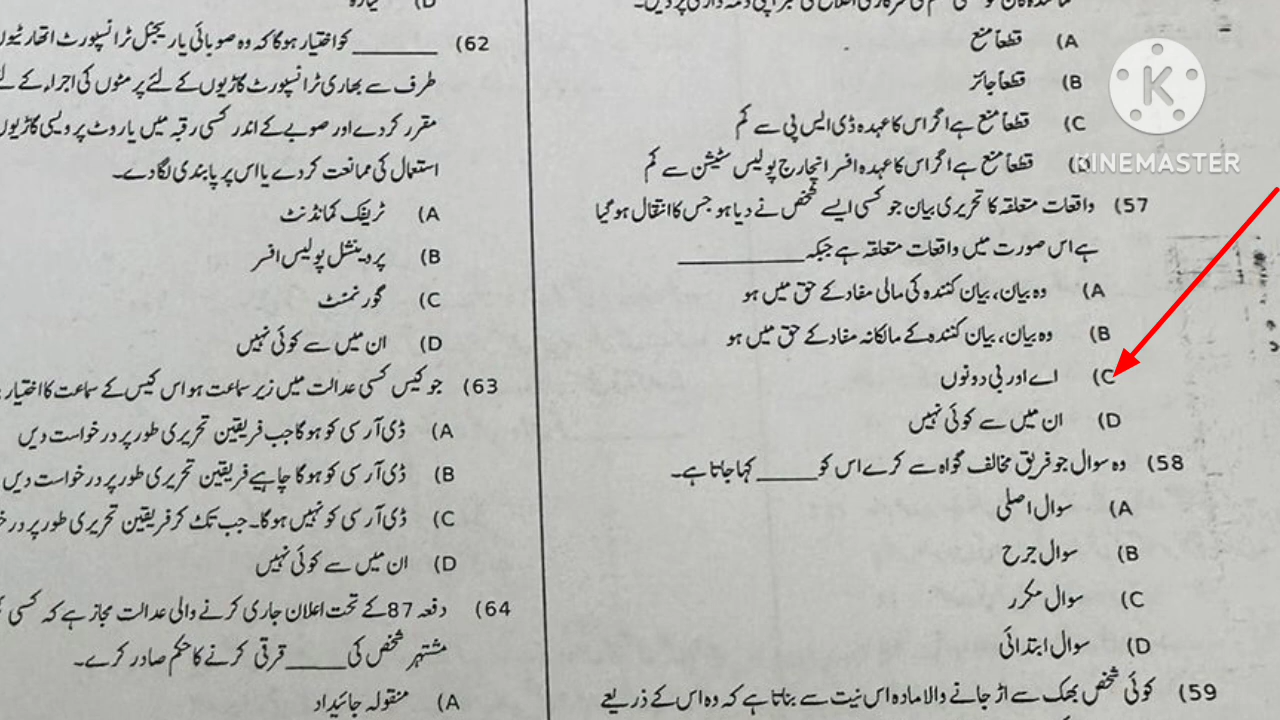 A) قطعاً منع
B) قطعاً جائز
C) قطعاً منع ہے اگر اس کا عہدہ ڈی ایس پی سے کم
D) قطعاً منع ہے اگر اس کا عہدہ افسر انچارج پولیس سٹیشن سے کم
57) واقعات متعلقہ کا تحریری بیان جو کسی ایسے شخص نے دیا ہو جس کا انتقال ہو گیا
ہے اس صورت میں واقعات متعلقہ ہے جبکہ __________
A) وہ بیان، بیان کنندہ کی مالی مفاد کے حق میں ہو
B) وہ بیان، بیان کنندہ کے مالکانہ مفاد کے حق میں ہو
C) اے اور بی دونوں
D) ان میں سے کوئی نہیں
58) وہ سوال جو فریق مخالف گواہ سے کرے اس کو _____ کہا جاتا ہے۔
A) سوال اصلی
B) سوال جرح
C) سوال مکرر
D) سوال ابتدائی
59) کوئی شخص بھک سے اڑ جانے والا مادہ اس نیت سے بناتا ہے کہ وہ اس کے ذریعے
D)
62) _______ کو اختیار ہوگا کہ وہ صوبائی یا ریجنل ٹرانسپورٹ اتھارٹیوں
طرف سے بھاری ٹرانسپورٹ گاڑیوں کے لئے پرمٹوں کی اجراء کے
مقرر کر دے اور صوبے کے اندر کسی رقبہ میں یا روٹ پر ویسی گاڑیوں
استعمال کی ممانعت کر دے یا اس پر پابندی لگا دے۔
A) ٹریفک کمانڈنٹ
B) پروینشل پولیس افسر
C) گورنمنٹ
D) ان میں سے کوئی نہیں
63) جو کیس کسی عدالت میں زیر سماعت ہو اس کیس کے سماعت کا اختیار
A) ڈی آر سی کو ہوگا جب فریقین تحریری طور پر درخواست دیں
B) ڈی آر سی کو ہوگا چاہیے فریقین تحریری طور پر درخواست دیں
C) ڈی آر سی کو نہیں ہوگا۔ جب تک کر فریقین تحریری طور پر
D) ان میں سے کوئی نہیں
64) دفعہ 87 کے تحت اعلان جاری کرنے والی عدالت مجاز ہے کہ کسی
مشتہر شخص کی _____ قرقی کرنے کا حکم صادر کرے۔
A) منقولہ جائیداد
K
KINEMASTER